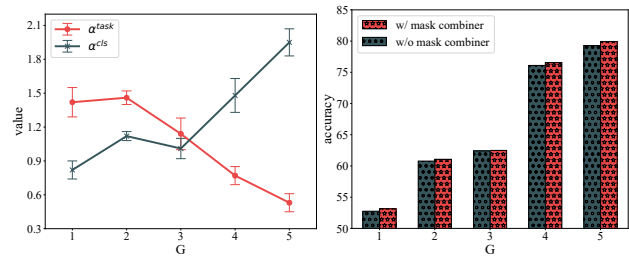 2.1
1.8
1.5
1.2
0.9
0.6
0.3
value
α^task
α^cls
1 2 3 4 5
G
85
80
75
70
65
60
55
50
accuracy
w/ mask combiner
w/o mask combiner
1 2 3 4 5
G